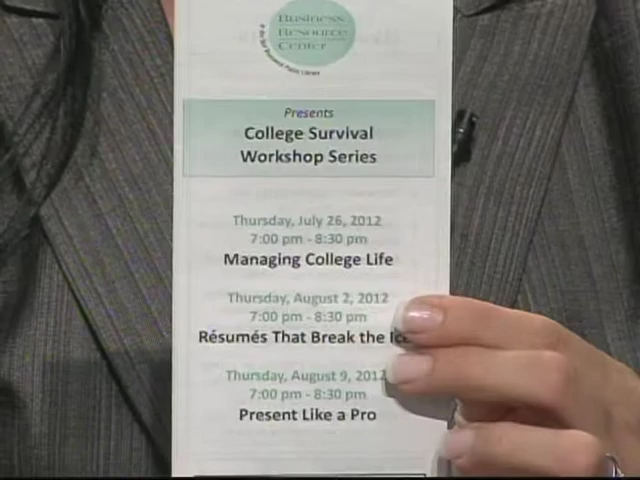 Business
Resource
Center
Presents
College Survival
Workshop Series
Thursday, July 26, 2012
7:00 pm - 8:30 pm
Managing College Life
Thursday, August 2, 2012
7:00 pm - 8:30 pm
Résumés That Break the Ice
Thursday, August 9, 2012
7:00 pm - 8:30 pm
Present Like a Pro